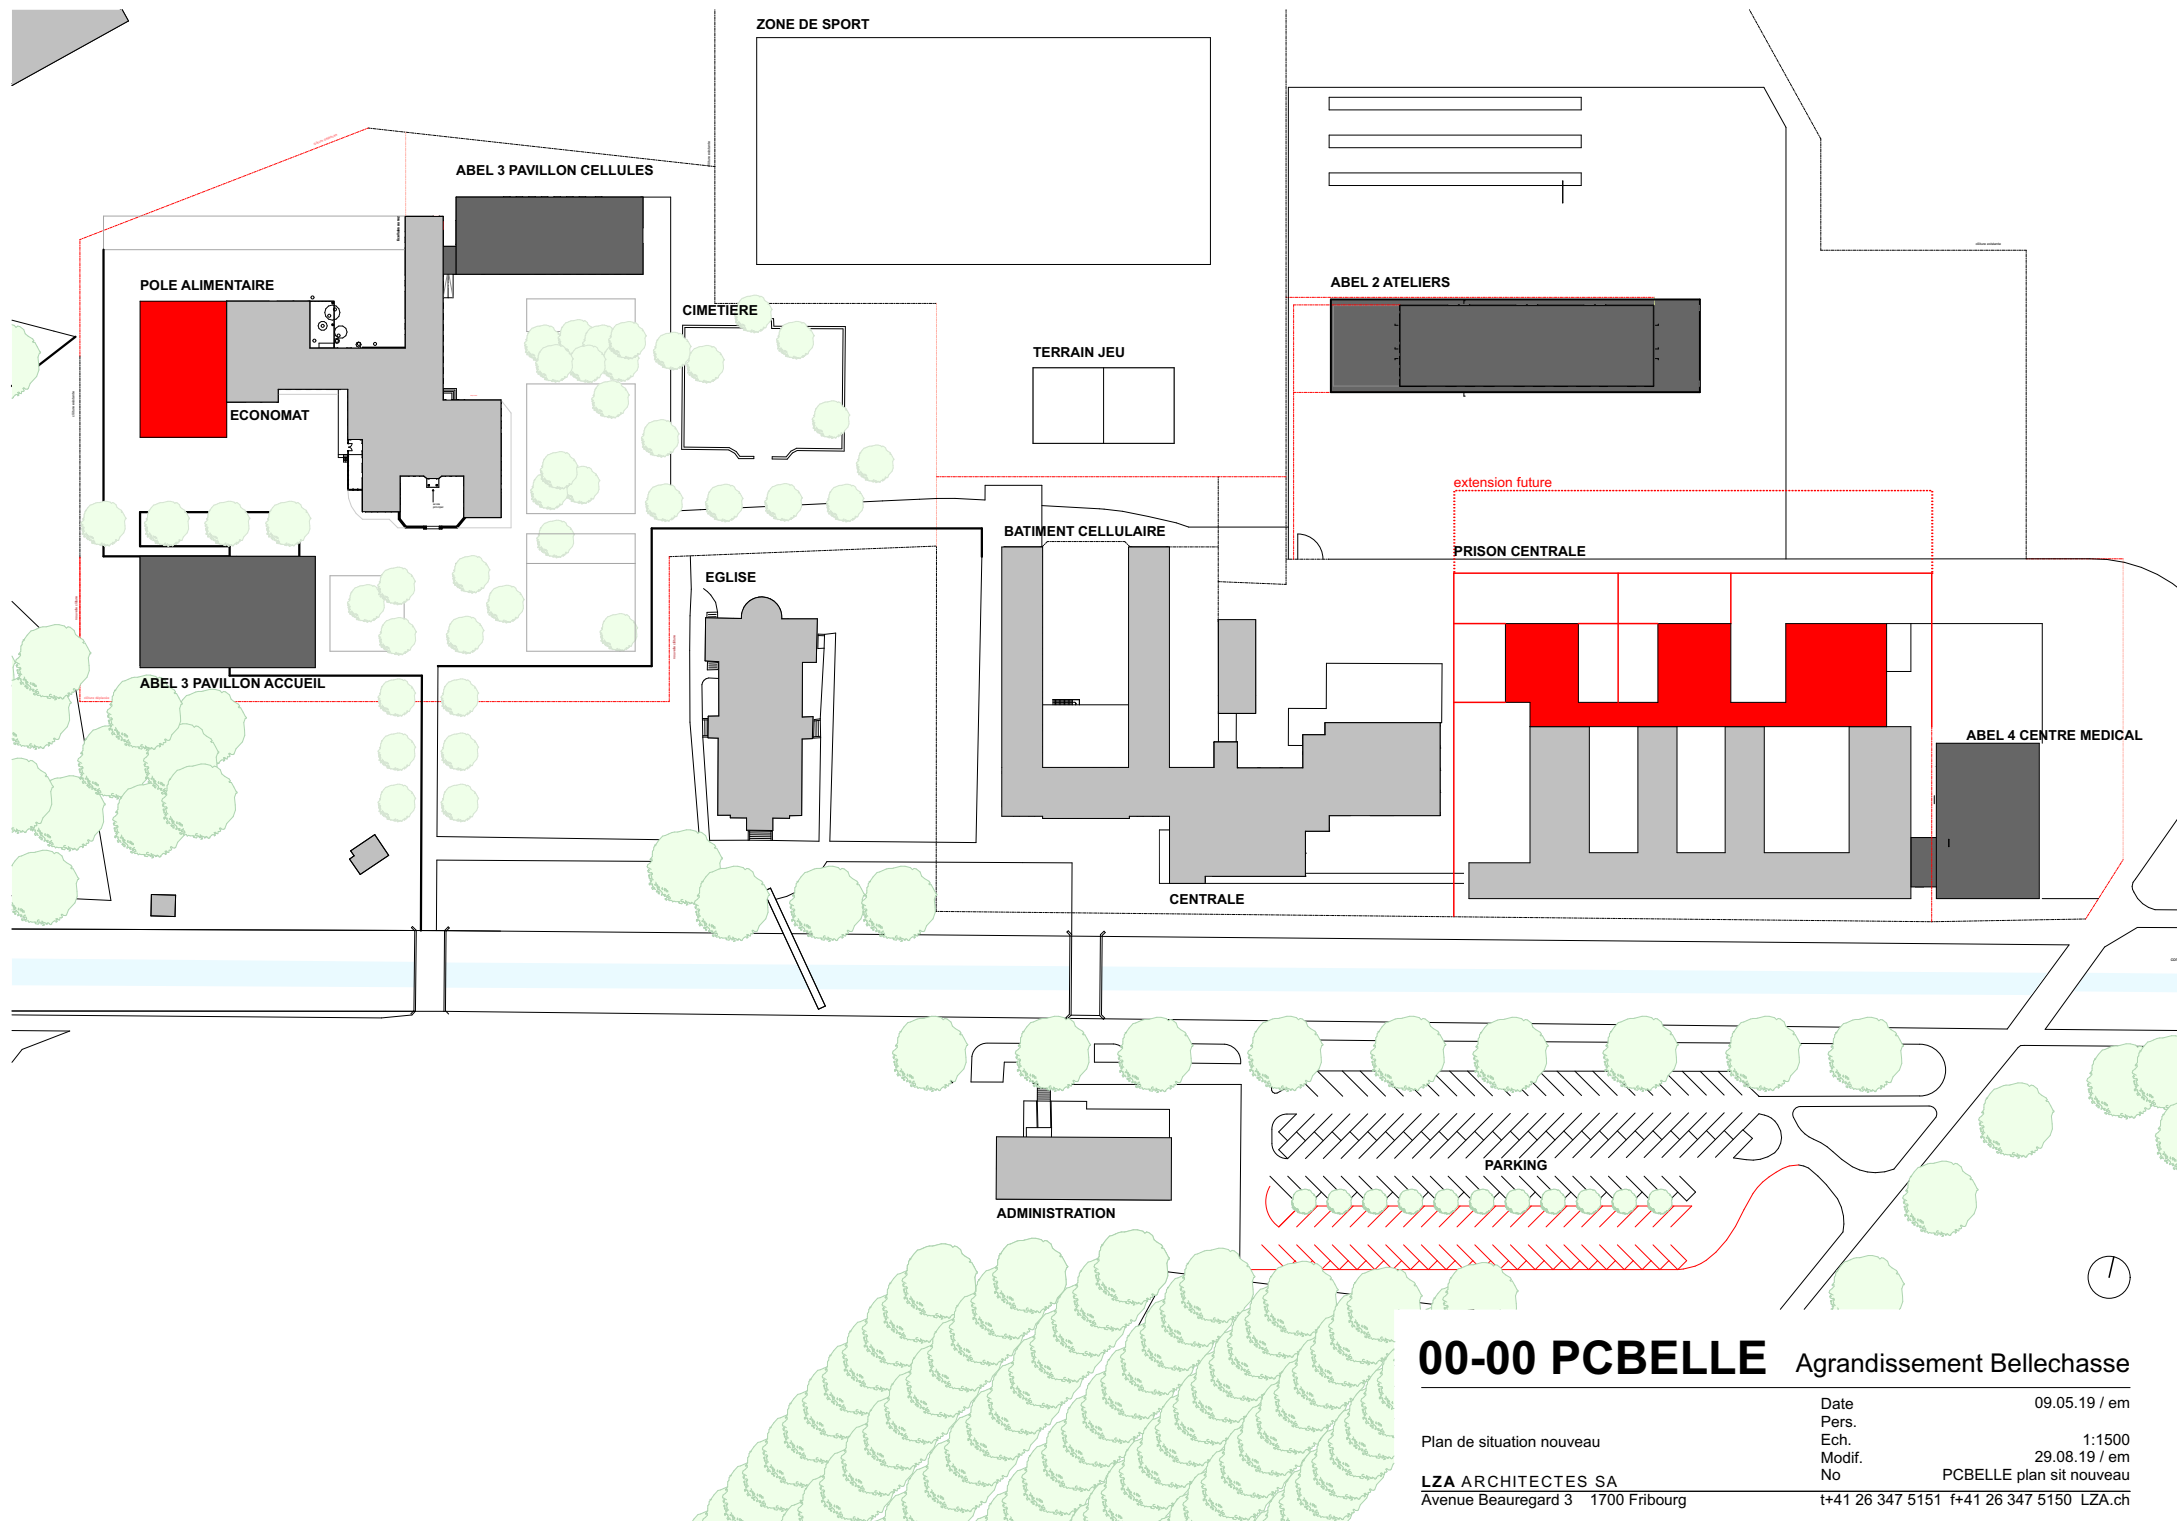 ZONE DE SPORT
ABEL 3 PAVILLON CELLULES
POLE ALIMENTAIRE
ABEL 2 ATELIERS
CIMETIERE
TERRAIN JEU
ECONOMAT
extension future
BATIMENT CELLULAIRE
PRISON CENTRALE
EGLISE
ABEL 3 PAVILLON ACCUEIL
ABEL 4 CENTRE MEDICAL
CENTRALE
PARKING
ADMINISTRATION
00-00 PCBELLE Agrandissement Bellechasse
Date 09.05.19 / em
Pers.
Plan de situation nouveau
Ech. 1:1500
Modif. 29.08.19 / em
No PCBELLE plan sit nouveau
LZA ARCHITECTES SA
Avenue Beauregard 3 1700 Fribourg
t+41 26 347 5151 f+41 26 347 5150 LZA.ch